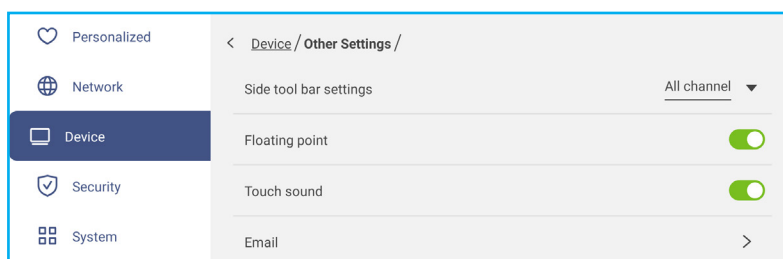 Personalized
Network
Device
Security
System
< Device / Other Settings /
Side tool bar settings All channel
Floating point
Touch sound
Email >